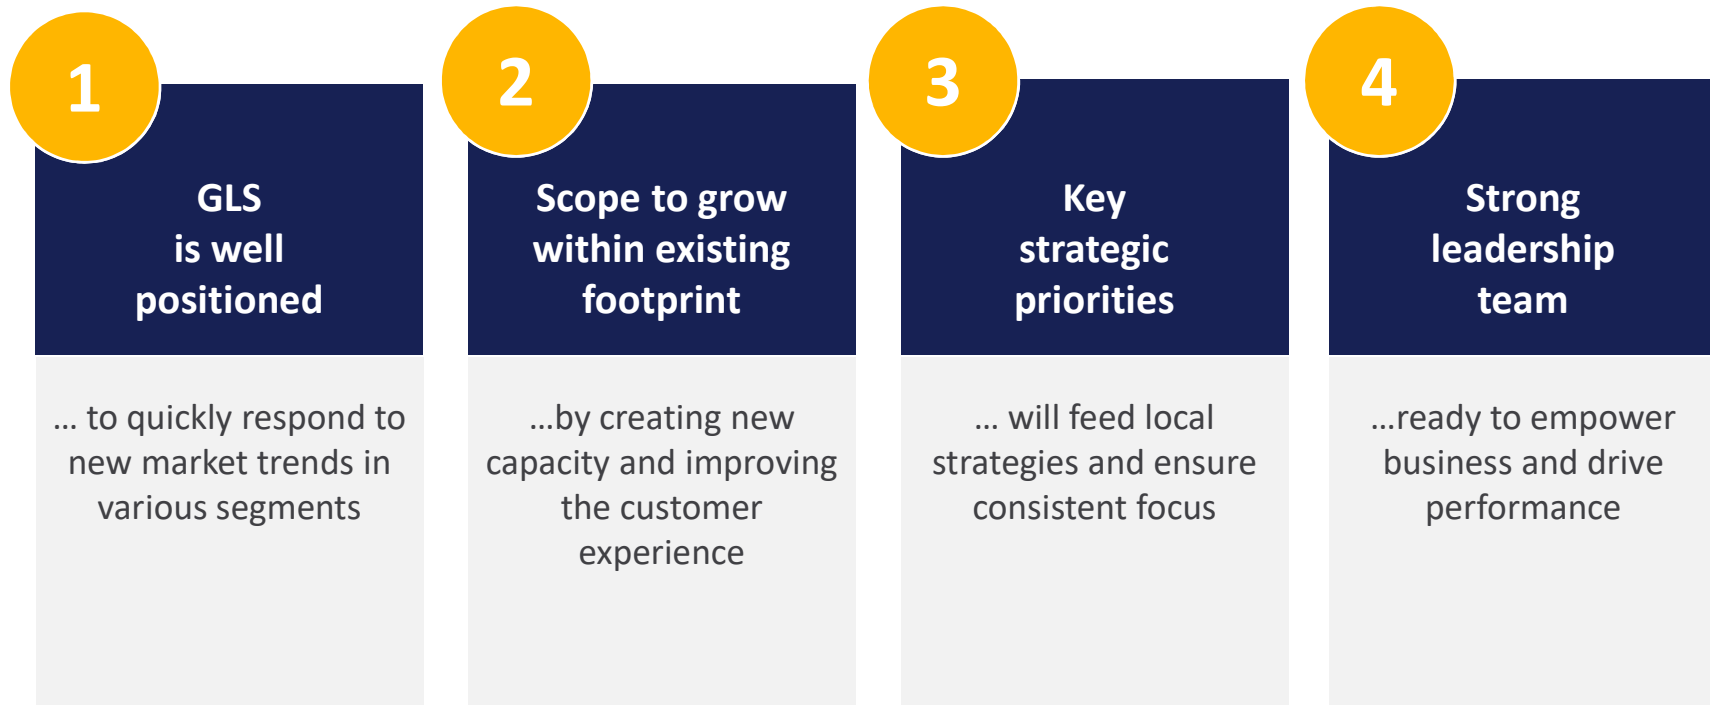 1
GLS
is well
positioned
... to quickly respond to
new market trends in
various segments
2
Scope to grow
within existing
footprint
...by creating new
capacity and improving
the customer
experience
3
Key
strategic
priorities
... will feed local
strategies and ensure
consistent focus
4
Strong
leadership
team
...ready to empower
business and drive
performance